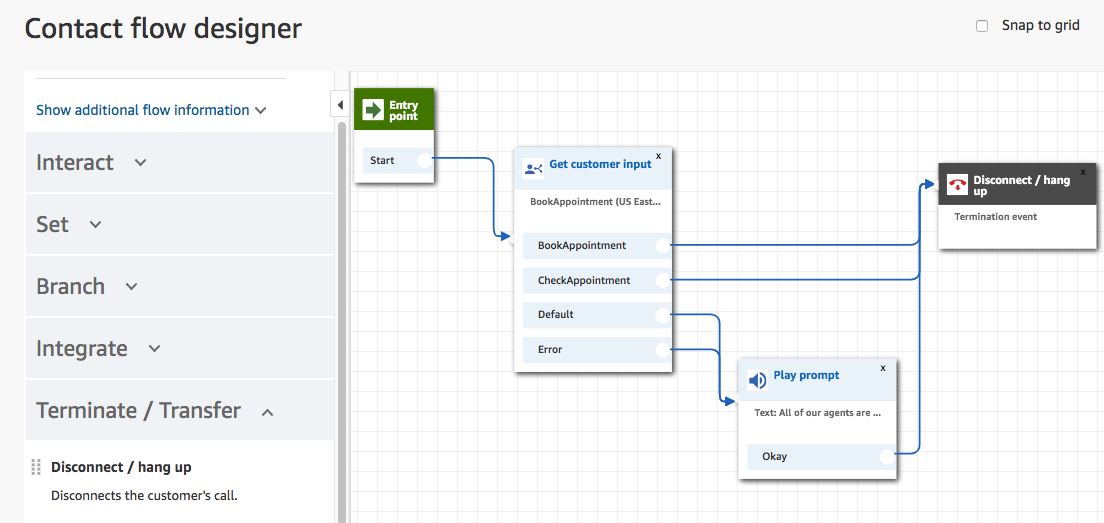 Contact flow designer
Snap to grid
Show additional flow information
Interact
Set
Branch
Integrate
Terminate / Transfer
Disconnect / hang up
Disconnects the customer's call.
Entry
point
Start
Get customer input
x
BookAppointment (US East...
BookAppointment
CheckAppointment
Default
Error
Play prompt
x
Text: All of our agents are ...
Okay
Disconnect / hang
up
x
Termination event